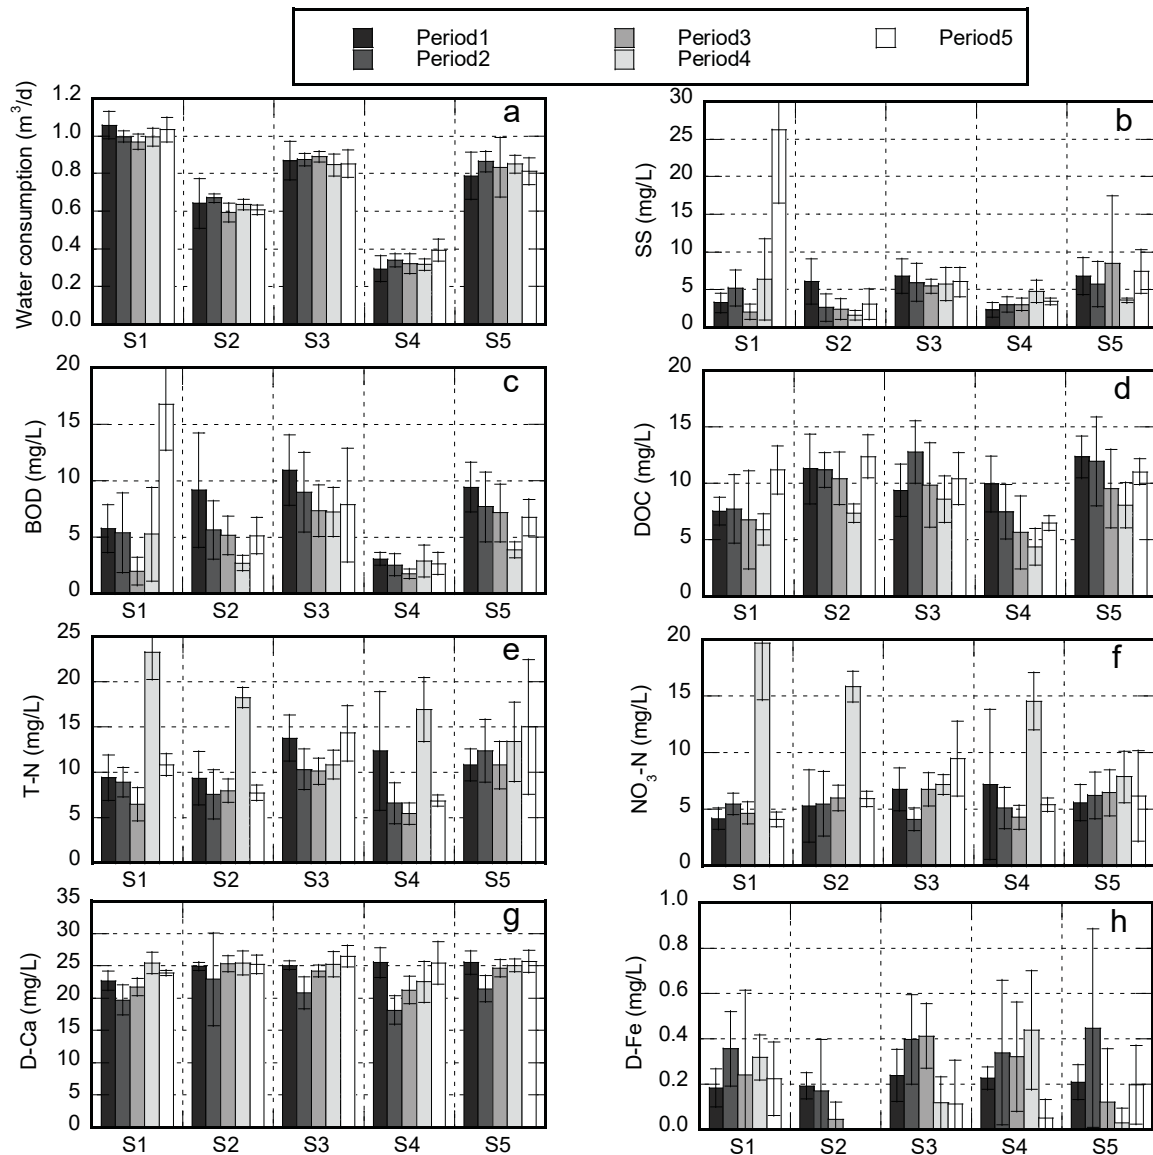 Period1 Period3 Period5
Period2 Period4
a
Water consumption (m³/d)
1.2
1.0
0.8
0.6
0.4
0.2
0.0
S1 S2 S3 S4 S5
b
SS (mg/L)
30
25
20
15
10
5
0
S1 S2 S3 S4 S5
c
BOD (mg/L)
20
15
10
5
0
S1 S2 S3 S4 S5
d
DOC (mg/L)
20
15
10
5
0
S1 S2 S3 S4 S5
e
T-N (mg/L)
25
20
15
10
5
0
S1 S2 S3 S4 S5
f
NO₃-N (mg/L)
20
15
10
5
0
S1 S2 S3 S4 S5
g
D-Ca (mg/L)
35
30
25
20
15
10
5
0
S1 S2 S3 S4 S5
h
D-Fe (mg/L)
1.0
0.8
0.6
0.4
0.2
0.0
S1 S2 S3 S4 S5